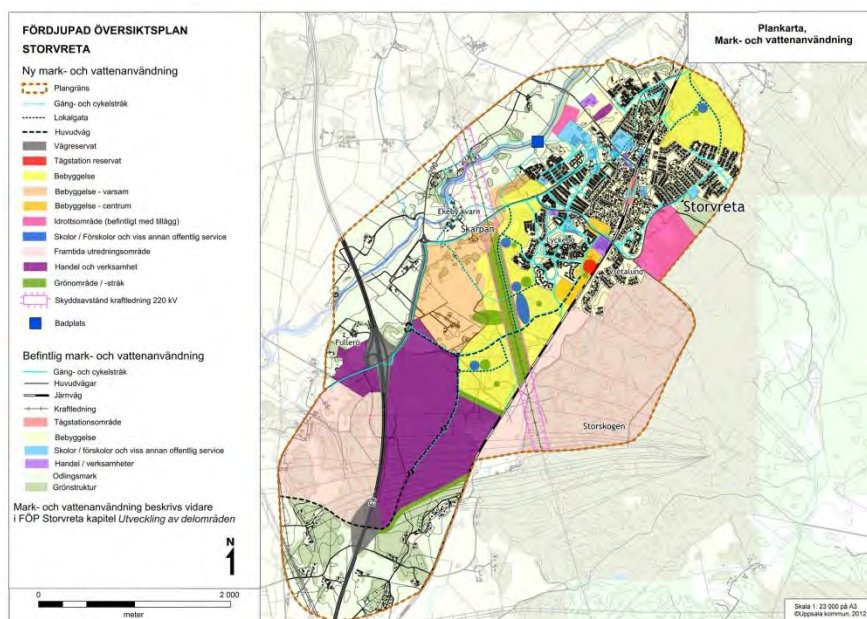 FÖRDJUPAD ÖVERSIKTSPLAN
STORVRETA
Ny mark- och vattenanvändning
Plangräns
Gång- och cykelstråk
Lokalgata
Huvudväg
Vägreservat
Tågstation reservat
Bebyggelse
Bebyggelse - varsam
Bebyggelse - centrum
Idrottsområde (befintligt med tillägg)
Skolor / Förskolor och viss annan offentlig service
Framtida utredningsområde
Handel och verksamhet
Grönområde / -stråk
Skyddsavstånd kraftledning 220 kV
Badplats
Befintlig mark- och vattenanvändning
Gång- och cykelstråk
Huvudvägar
Järnväg
Kraftledning
Tågstationsområde
Bebyggelse
Skolor / förskolor och viss annan offentlig service
Handel / verksamheter
Odlingsmark
Grönstruktur
Mark- och vattenanvändning beskrivs vidare
i FÖP Storvreta kapitel Utveckling av delområden
N
0 2 000
meter
Plankarta,
Mark- och vattenanvändning
Storvreta
Ekeby kvarn
Skarpan
Lyckebo
Vretalund
Fullerö
Storskogen
Skala 1: 23 000 på A3
©Uppsala kommun, 2012